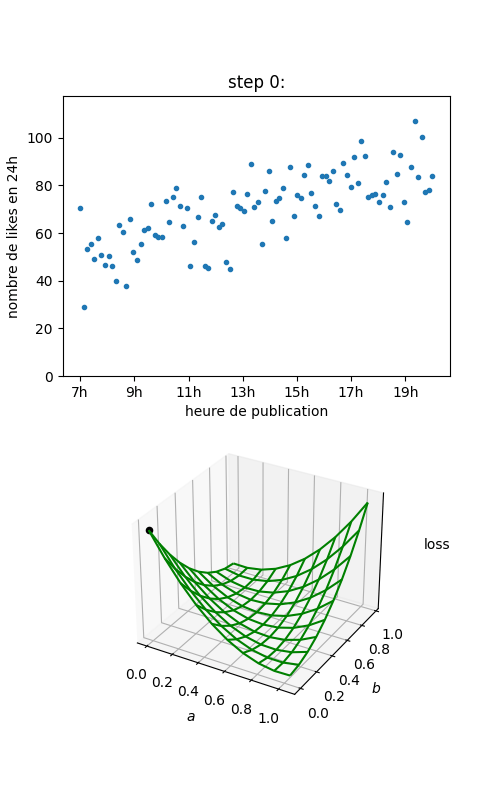 step 0:
nombre de likes en 24h
100
80
60
40
20
0
7h 9h 11h 13h 15h 17h 19h
heure de publication
loss
1.0
0.8
0.6
0.4
0.2
0.0
b
0.0 0.2 0.4 0.6 0.8 1.0
a